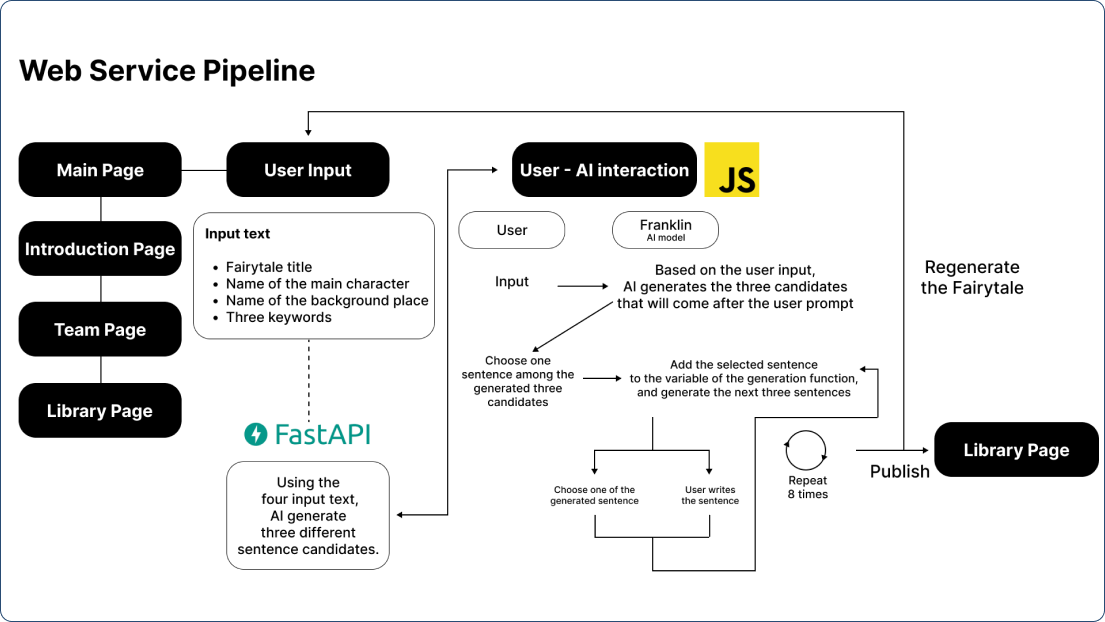 Web Service Pipeline
Main Page
User Input
User - AI interaction
JS
Introduction Page
Team Page
Library Page
Input text
• Fairytale title
• Name of the main character
• Name of the background place
• Three keywords
FastAPI
Using the
four input text,
AI generate
three different
sentence candidates.
User
Franklin
AI model
Input
Based on the user input,
AI generates the three candidates
that will come after the user prompt
Choose one
sentence among the
generated three
candidates
Add the selected sentence
to the variable of the generation function,
and generate the next three sentences
Choose one of the
generated sentence
User writes
the sentence
Repeat
8 times
Regenerate
the Fairytale
Publish
Library Page